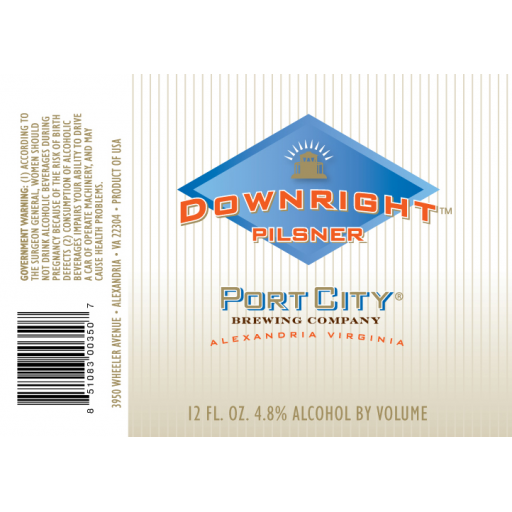 GOVERNMENT WARNING: (1) ACCORDING TO
THE SURGEON GENERAL, WOMEN SHOULD
NOT DRINK ALCOHOLIC BEVERAGES DURING
PREGNANCY BECAUSE OF THE RISK OF BIRTH
DEFECTS (2) CONSUMPTION OF ALCOHOLIC
BEVERAGES IMPAIRS YOUR ABILITY TO DRIVE
A CAR OF OPERATE MACHINERY, AND MAY
CAUSE HEALTH PROBLEMS.
8 51083 00350 7
3950 WHEELER AVENUE • ALEXANDRIA • VA 22304 • PRODUCT OF USA
DOWNRIGHT™
PILSNER
PORT CITY®
BREWING COMPANY
ALEXANDRIA VIRGINIA
12 FL. OZ. 4.8% ALCOHOL BY VOLUME